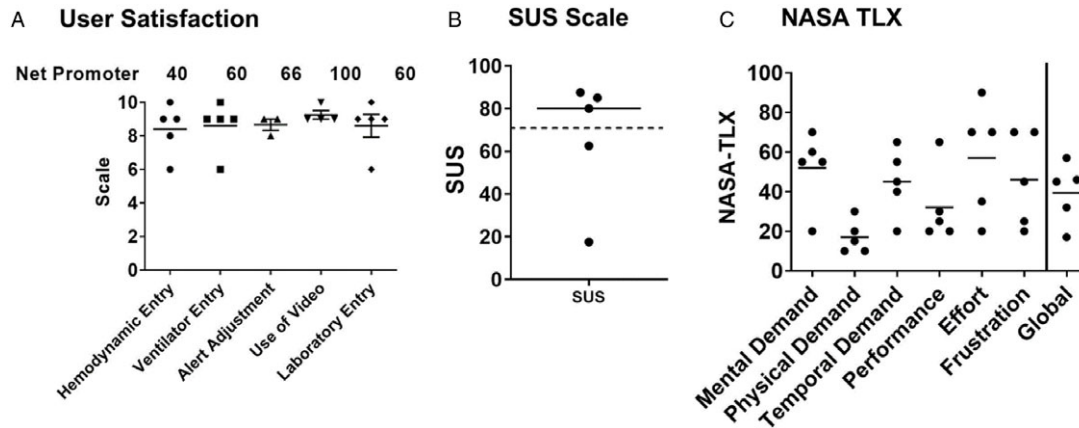 A User Satisfaction
Net Promoter 40 60 66 100 60
Scale
10
8
6
4
2
0
Hemodynamic Entry
Ventilator Entry
Alert Adjustment
Use of Video
Laboratory Entry
B SUS Scale
SUS
100
80
60
40
20
0
SUS
C NASA TLX
NASA-TLX
100
80
60
40
20
0
Mental Demand
Physical Demand
Temporal Demand
Performance
Effort
Frustration
Global